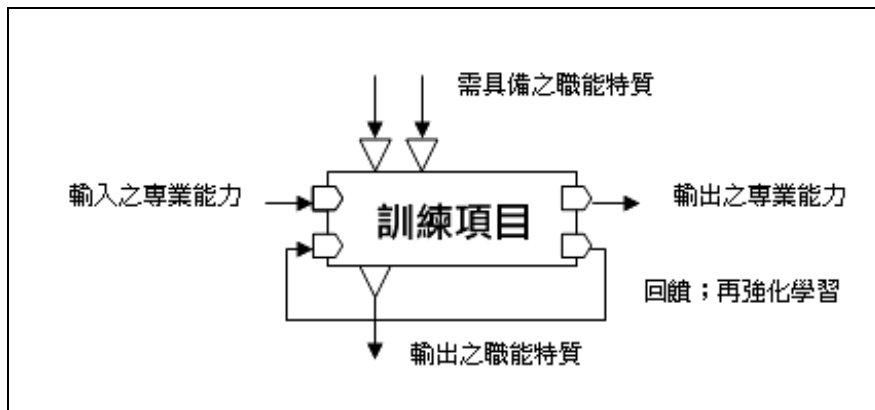 需具備之職能特質
輸入之專業能力
訓練項目
輸出之專業能力
回饋；再強化學習
輸出之職能特質